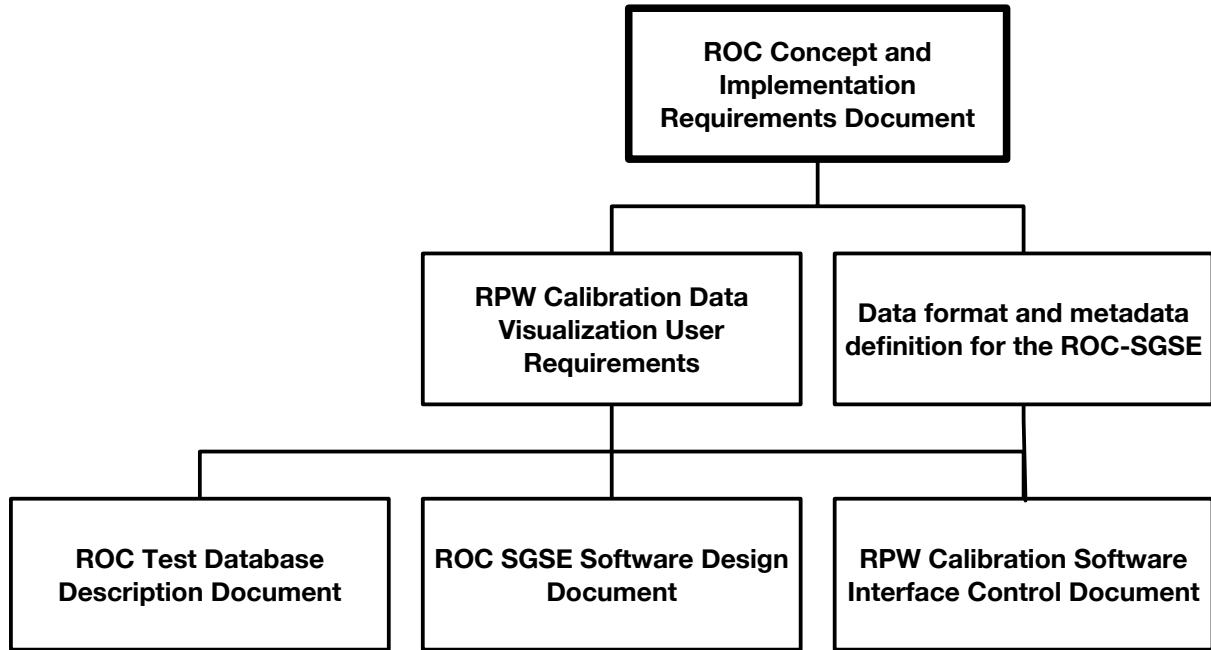 ROC Concept and
Implementation
Requirements Document
RPW Calibration Data
Visualization User
Requirements
Data format and metadata
definition for the ROC-SGSE
ROC Test Database
Description Document
ROC SGSE Software Design
Document
RPW Calibration Software
Interface Control Document